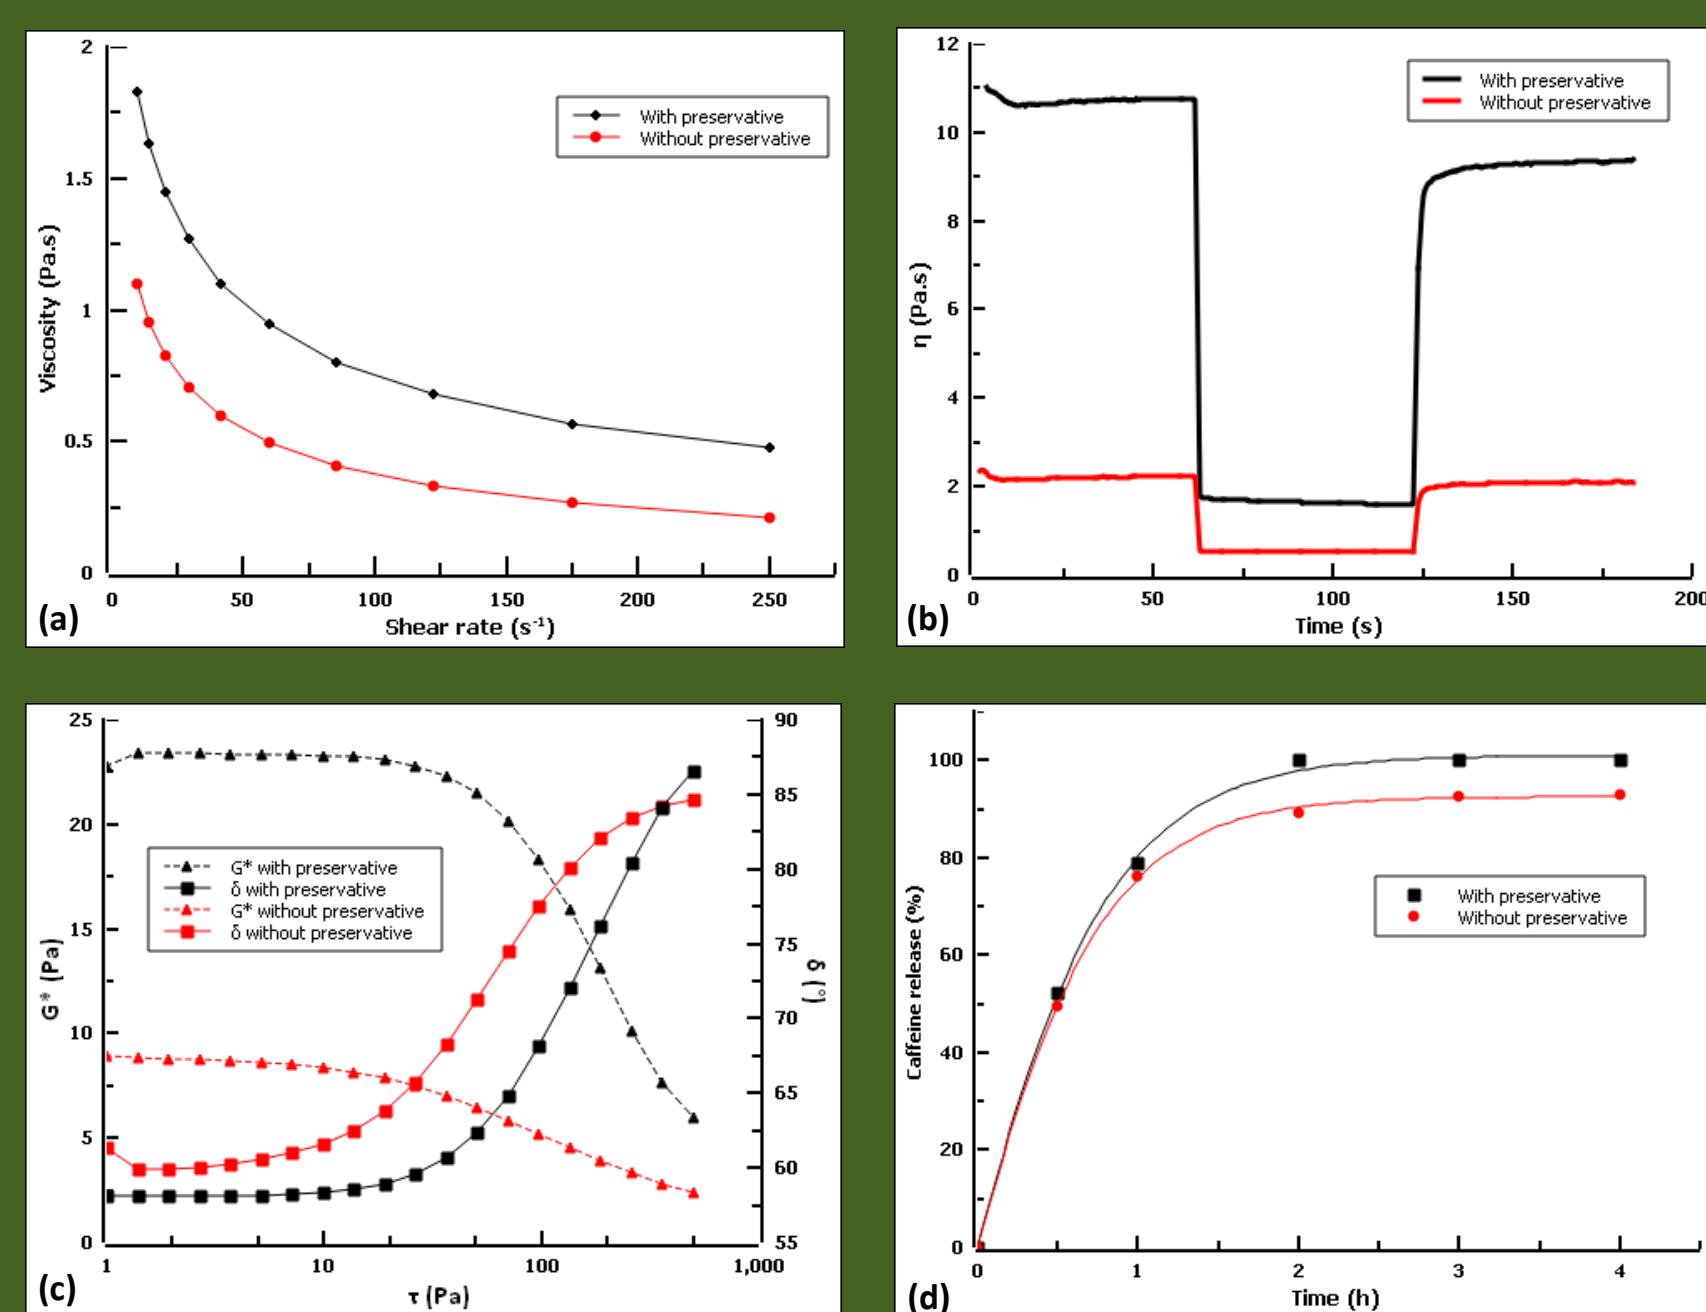 2
1.5
1
0.5
0
Viscosity (Pa.s)
With preservative
Without preservative
0 50 100 150 200 250
Shear rate (s⁻¹)
(a)
12
10
8
6
4
2
0
η (Pa.s)
With preservative
Without preservative
0 50 100 150 200
Time (s)
(b)
25
20
15
10
5
0
G* (Pa)
G* with preservative
δ with preservative
G* without preservative
δ without preservative
90
85
80
75
70
65
60
55
δ (°)
1 10 100 1,000
τ (Pa)
(c)
100
80
60
40
20
0
Caffeine release (%)
With preservative
Without preservative
0 1 2 3 4
Time (h)
(d)